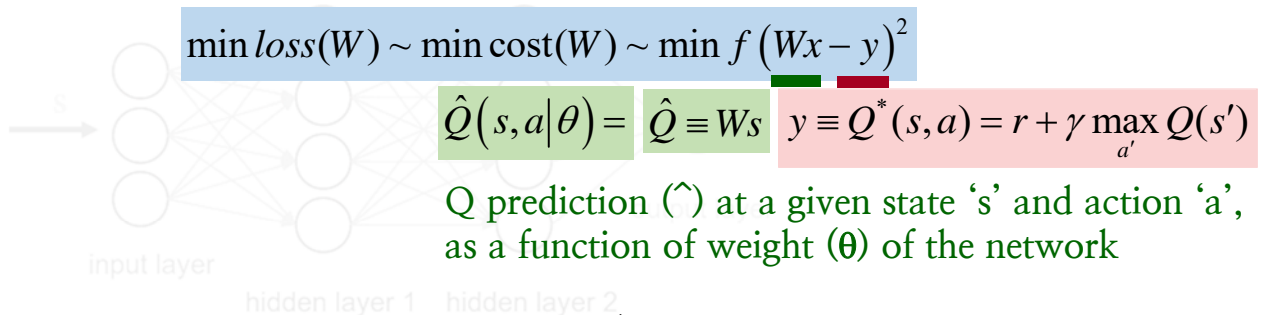 min loss(W) ~ min cost(W) ~ min f (Wx − y)²
s
Q̂(s,a|θ) = Q̂ ≡ Ws y ≡ Q*(s,a) = r + γ max_{a′} Q(s′)
Q prediction (^) at a given state ‘s’ and action ‘a’,
as a function of weight (θ) of the network
input layer
hidden layer 1 hidden layer 2